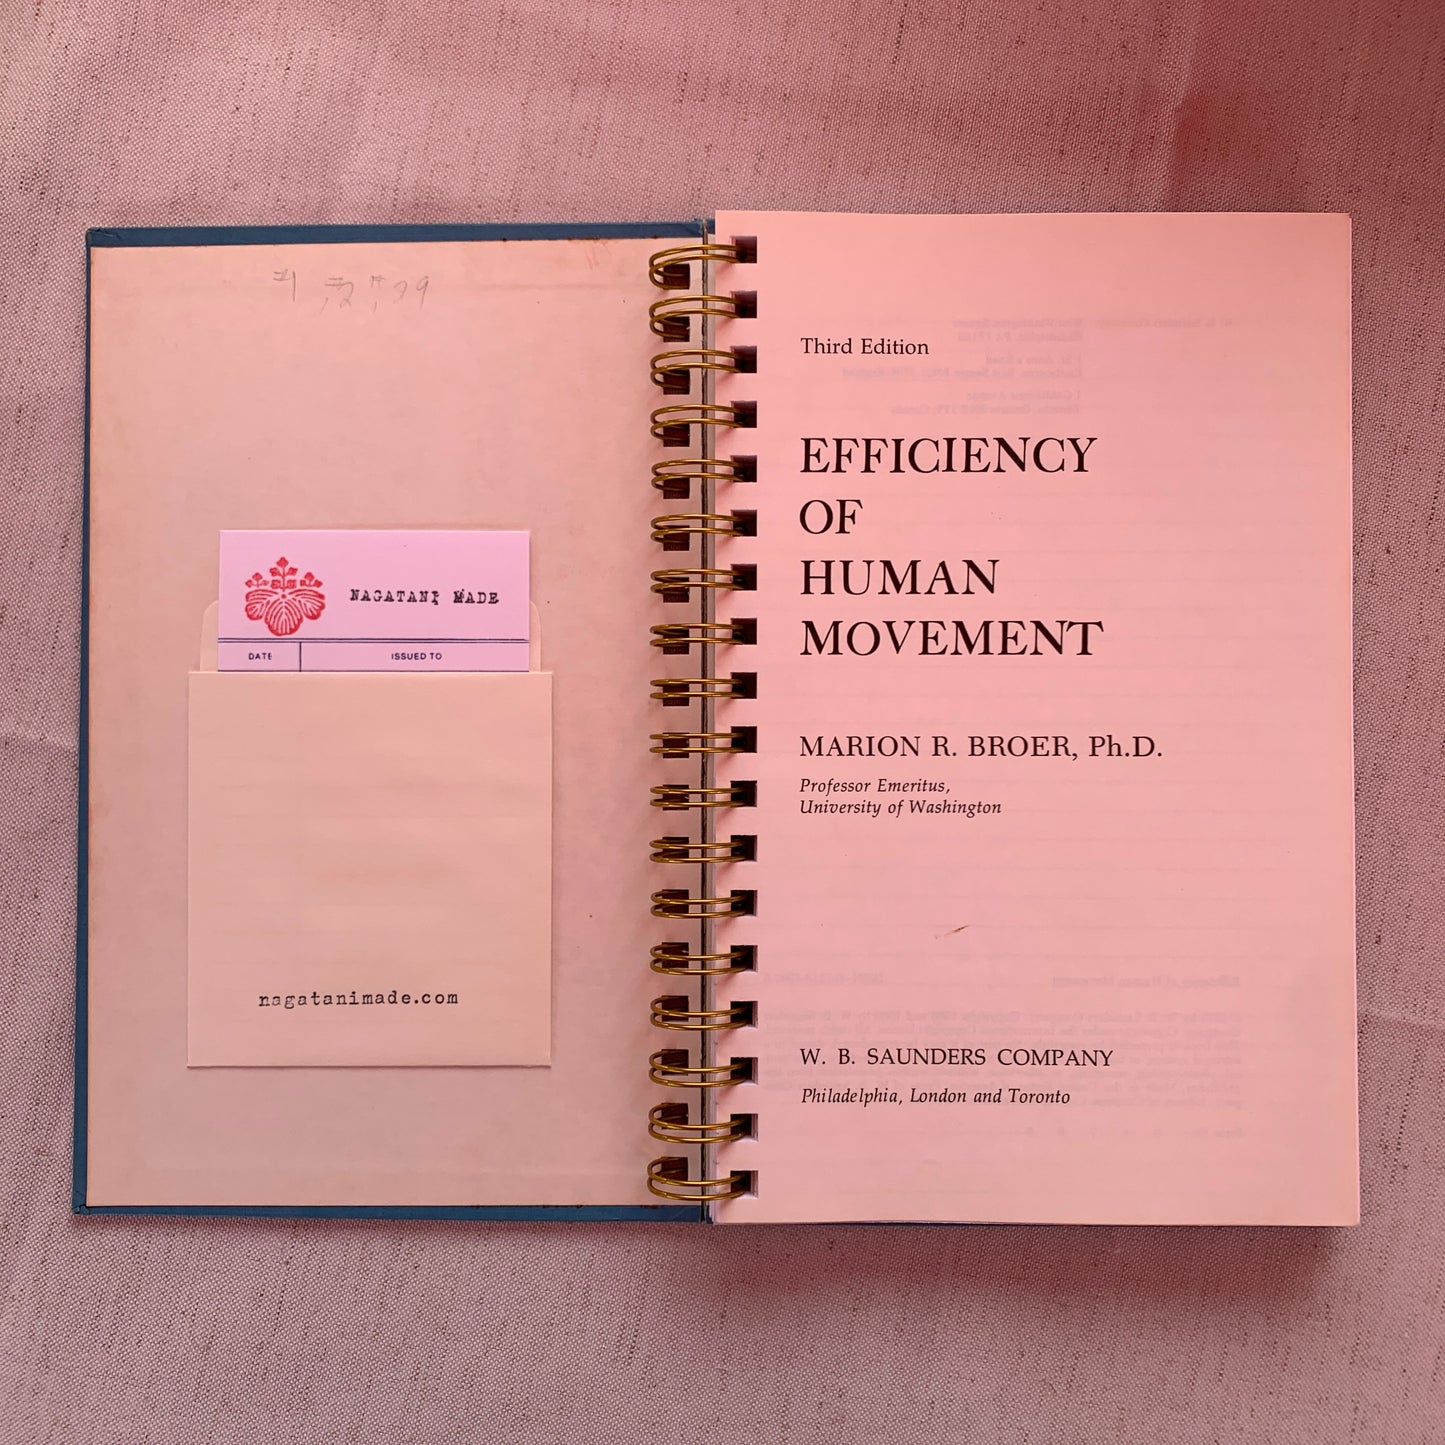 NAGATANI MADE
DATE
ISSUED TO
nagatanimade.com
Third Edition
EFFICIENCY
OF
HUMAN
MOVEMENT
MARION R. BROER, Ph.D.
Professor Emeritus,
University of Washington
W. B. SAUNDERS COMPANY
Philadelphia, London and Toronto